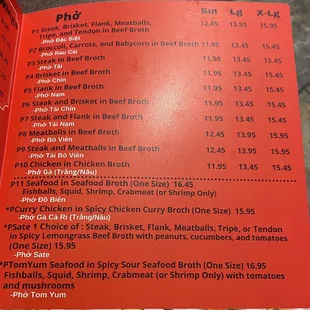 Phở Sm Lg X-Lg
P1 Steak, Brisket, Flank, Meatballs, 12.45 13.95 15.95
Tripe, and Tendon in Beef Broth
-Phở Đặc Biệt
P2 Broccoli, Carrots, and Babycorn in Beef Broth 11.95 13.45 15.45
-Phở Rau Cải
P3 Steak in Beef Broth 11.95 13.45 15.45
-Phở Tái
P4 Brisket in Beef Broth 11.95 13.45 15.45
-Phở Chín
P5 Flank in Beef Broth 11.95 13.45 15.45
-Phở Nạm
P6 Steak and Brisket in Beef Broth 11.95 13.45 15.45
-Phở Tái Chín
P7 Steak and Flank in Beef Broth 11.95 13.45 15.45
-Phở Tái Nạm
P8 Meatballs in Beef Broth 12.45 13.95 15.95
-Phở Bò Viên
P9 Steak and Meatballs in Beef Broth 12.45 13.95 15.95
-Phở Tái Bò Viên
P10 Chicken in Chicken Broth 11.95 13.45 15.45
-Phở Gà (Trắng/Nâu)
P11 Seafood in Seafood Broth (One Size) 16.45
Fishballs, Squid, Shrimp, Crabmeat (or Shrimp Only)
-Phở Đồ Biển
*PCurry Chicken in Spicy Chicken Curry Broth (One Size) 15.95
-Phở Gà Cà Ri (Trắng/Nâu)
*PSate 1 Choice of : Steak, Brisket, Flank, Meatballs, Tripe, or Tendon
in Spicy Lemongrass Beef Broth with peanuts, cucumbers, and tomatoes
(One Size) 15.95
-Phở Sate
*PTomYum Seafood in Spicy Sour Seafood Broth (One Size) 16.95
Fishballs, Squid, Shrimp, Crabmeat (or Shrimp Only) with tomatoes
and mushrooms
-Phở Tom Yum